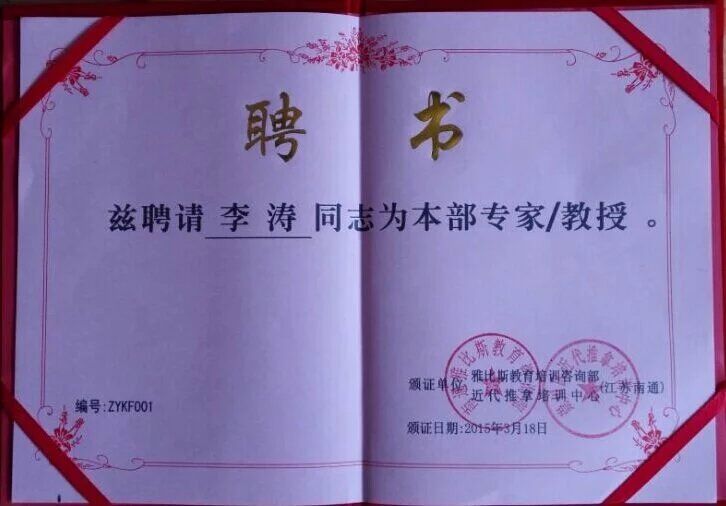 聘 书
兹聘请 李 涛 同志为本部专家/教授 。
颁证单位: 雅比斯教育培训咨询部
近代推拿培训中心 (江苏南通)
编号:ZYKF001
颁证日期:2015年3月18日